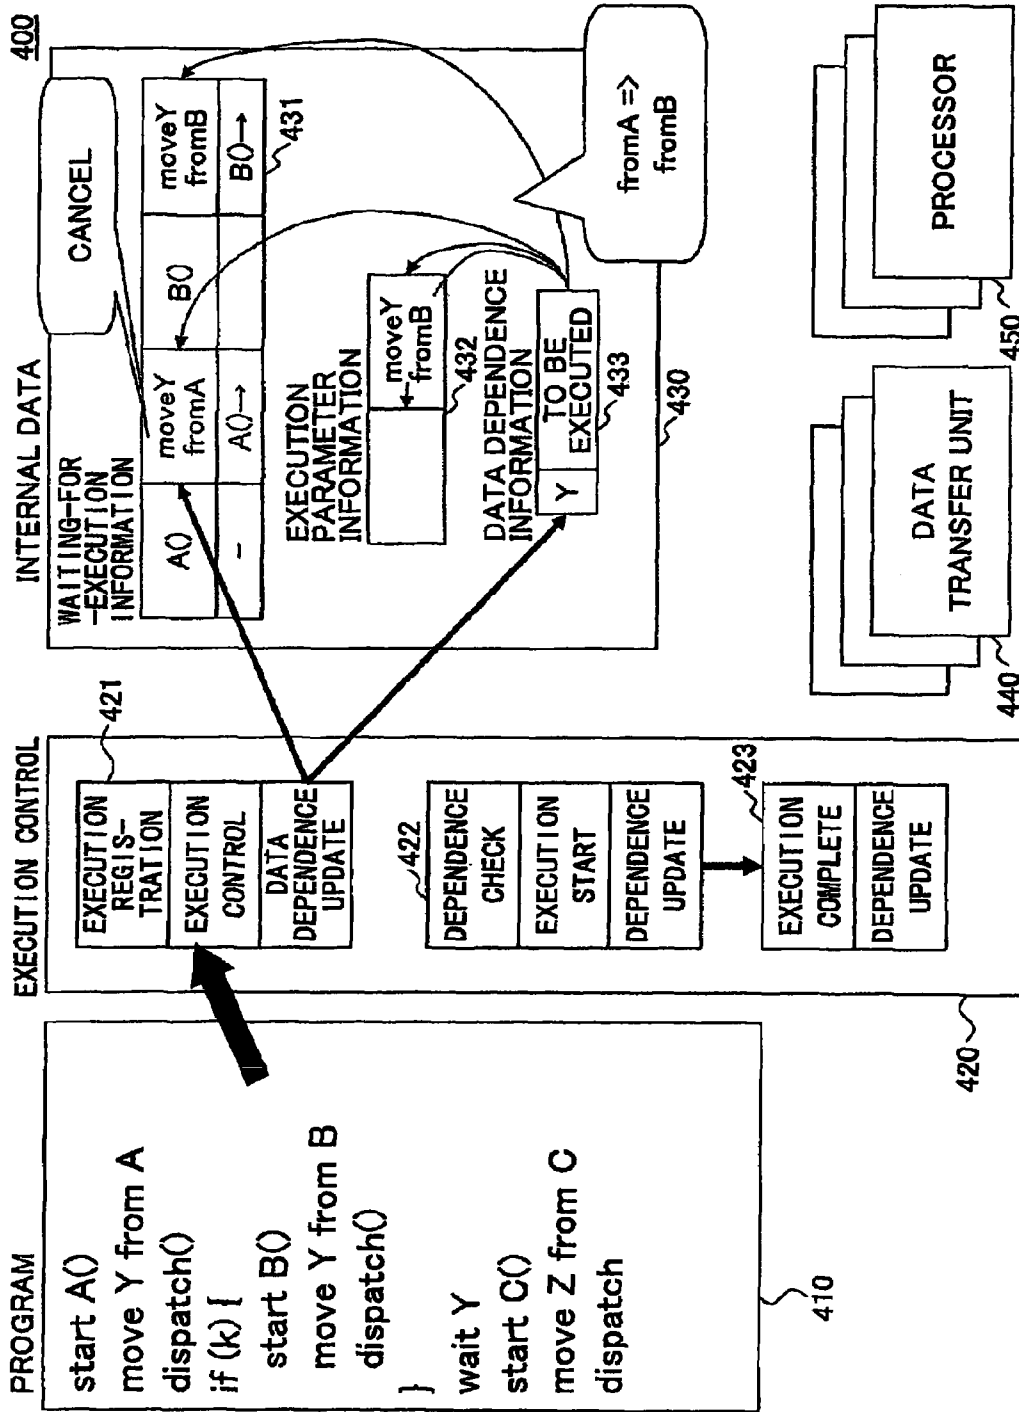 400
PROGRAM
start A()
move Y from A
dispatch()
if (k) {
start B()
move Y from B
dispatch()
}
wait Y
start C()
move Z from C
dispatch
410
EXECUTION CONTROL
421
EXECUTION
REGIS-
TRATION
EXECUTION
CONTROL
DATA
DEPENDENCE
UPDATE
422
DEPENDENCE
CHECK
EXECUTION
START
DEPENDENCE
UPDATE
423
EXECUTION
COMPLETE
DEPENDENCE
UPDATE
420
INTERNAL DATA
WAITING-FOR
-EXECUTION
INFORMATION
CANCEL
A()
moveY
fromA
B()
moveY
fromB
-
A()→
B()→
431
EXECUTION
PARAMETER
INFORMATION
moveY
fromB
432
DATA DEPENDENCE
INFORMATION
Y
TO BE
EXECUTED
433
fromA =>
fromB
430
DATA
TRANSFER UNIT
440
PROCESSOR
450